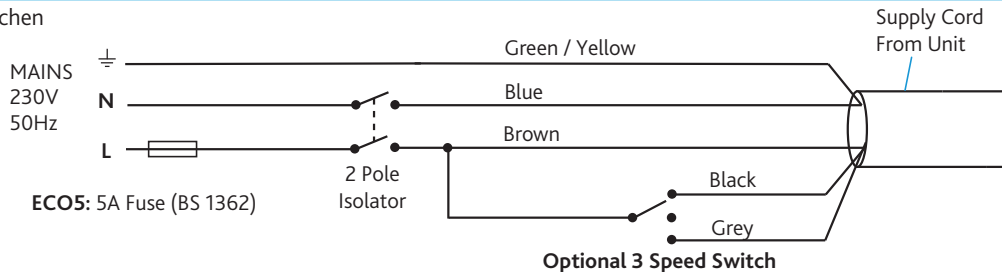 Supply Cord
From Unit
Green / Yellow
MAINS
230V
50Hz
N
Blue
L
Brown
2 Pole
Isolator
ECO5: 5A Fuse (BS 1362)
Black
Grey
Optional 3 Speed Switch